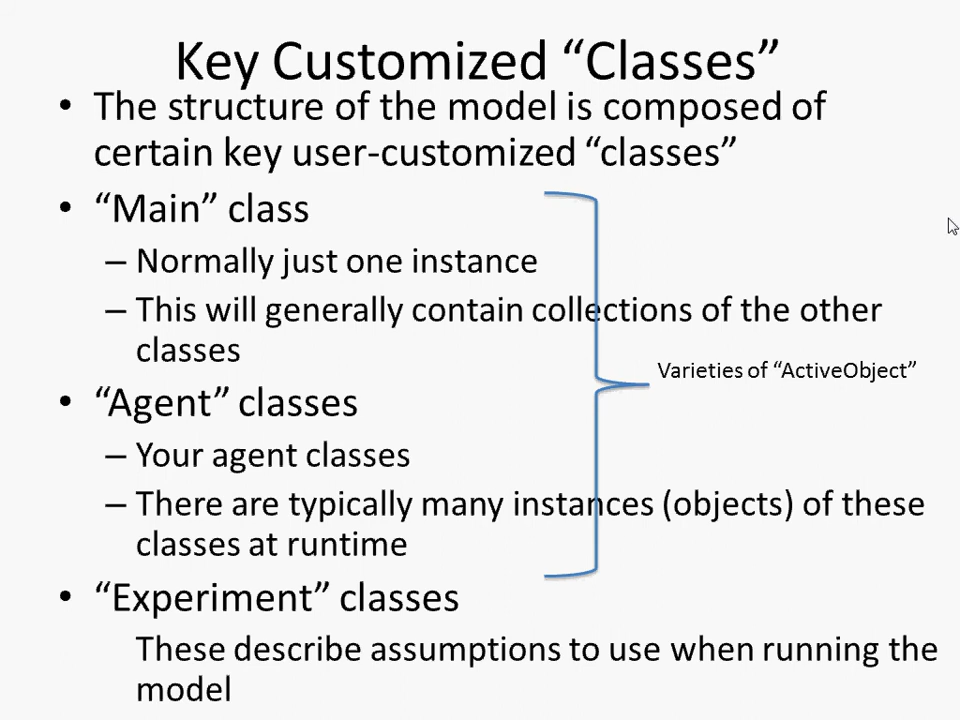 Key Customized “Classes”
• The structure of the model is composed of
certain key user-customized “classes”
• “Main” class
– Normally just one instance
– This will generally contain collections of the other
classes
Varieties of “ActiveObject”
• “Agent” classes
– Your agent classes
– There are typically many instances (objects) of these
classes at runtime
• “Experiment” classes
These describe assumptions to use when running the
model